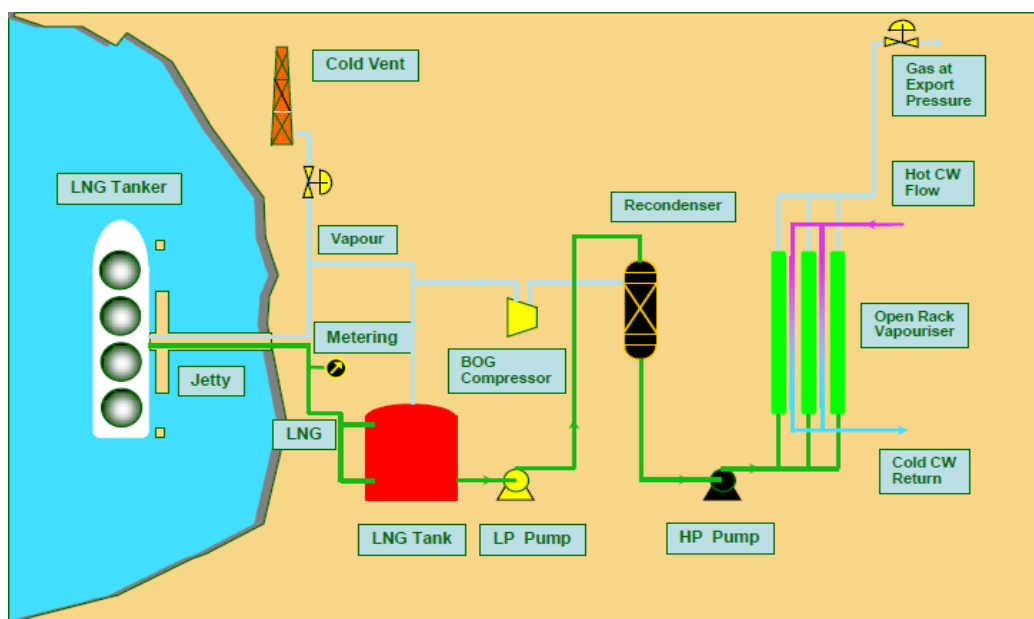 Cold Vent
Gas at
Export
Pressure
LNG Tanker
Hot CW
Flow
Recondenser
Vapour
Open Rack
Vapouriser
Metering
BOG
Compressor
Jetty
LNG
Cold CW
Return
LNG Tank
LP Pump
HP Pump